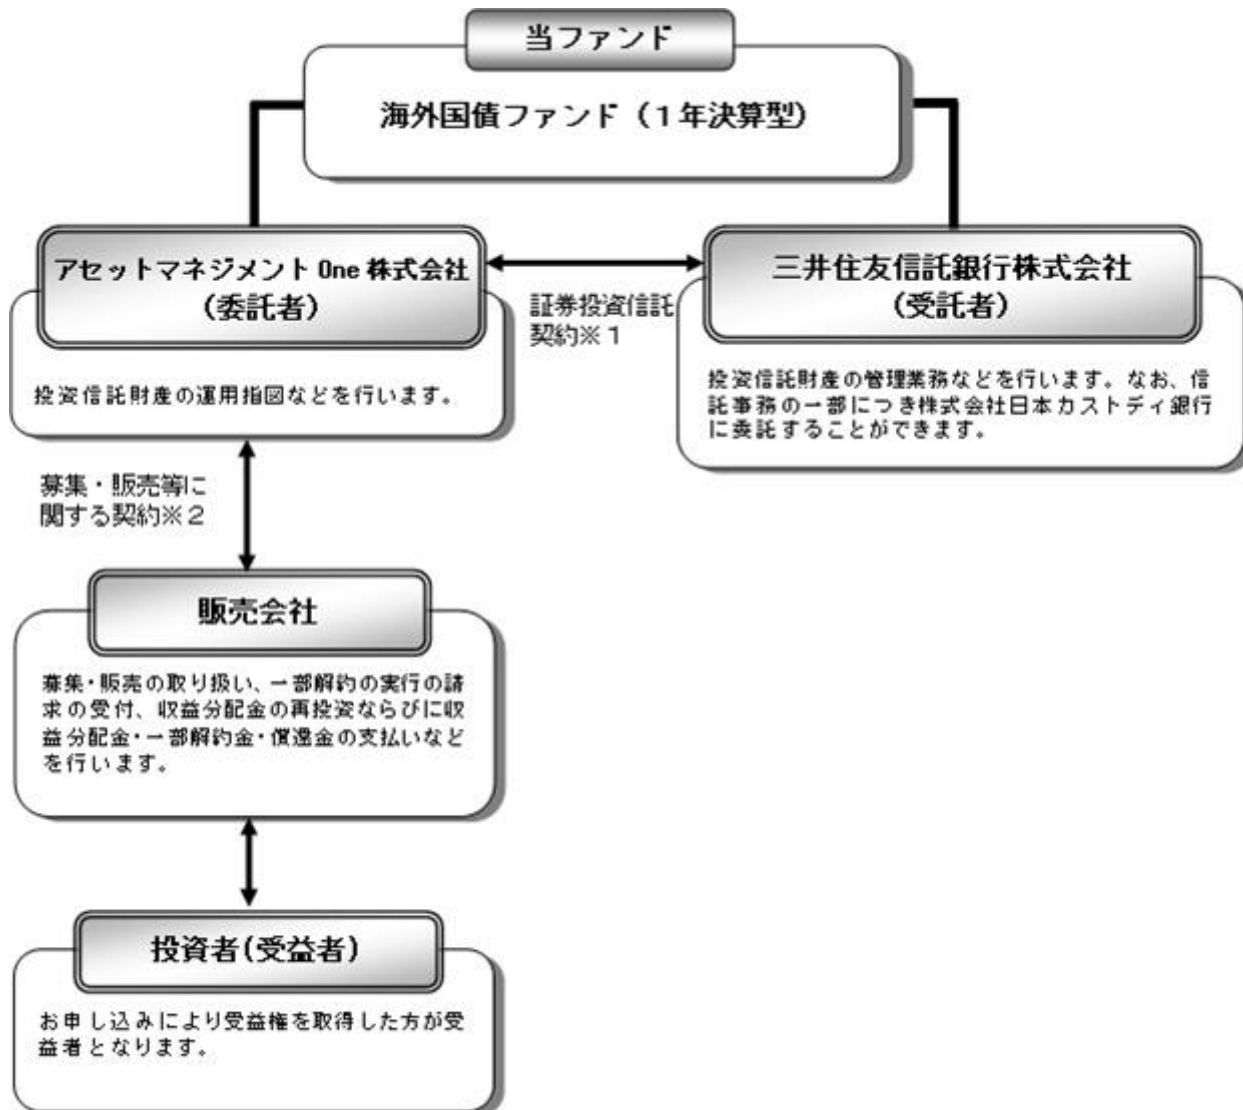 当ファンド
海外国債ファンド（１年決算型）
アセットマネジメント One 株式会社
(委託者)
投資信託財産の運用指図などを行います。
証券投資信託
契約※１
三井住友信託銀行株式会社
(受託者)
投資信託財産の管理業務などを行います。なお、信
託事務の一部につき株式会社日本カストディ銀行
に委託することができます。
募集・販売等に
関する契約※２
販売会社
募集・販売の取り扱い、一部解約の実行の請
求の受付、収益分配金の再投資ならびに収
益分配金・一部解約金・償還金の支払いなど
を行います。
投資者(受益者)
お申し込みにより受益権を取得した方が受
益者となります。